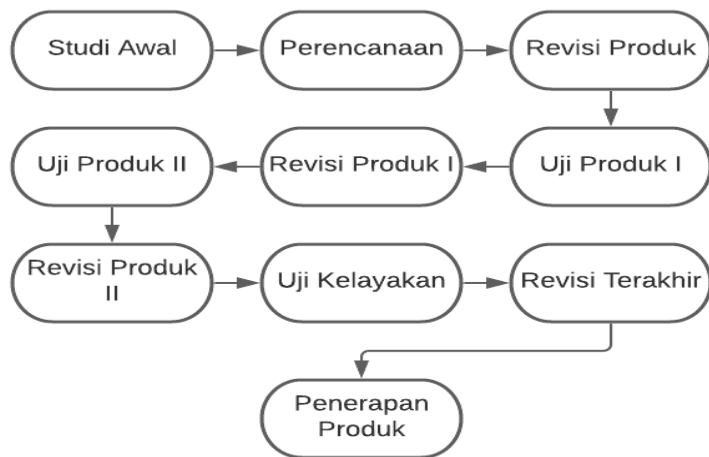 Studi Awal
Perencanaan
Revisi Produk
Uji Produk I
Revisi Produk I
Uji Produk II
Revisi Produk
II
Uji Kelayakan
Revisi Terakhir
Penerapan
Produk